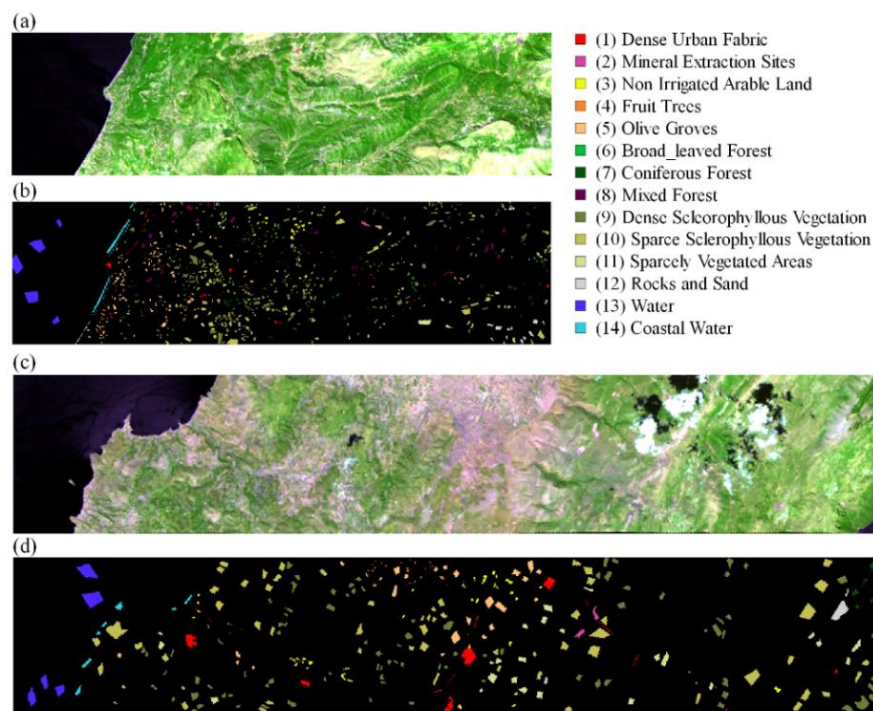 (a)
(1) Dense Urban Fabric
(2) Mineral Extraction Sites
(3) Non Irrigated Arable Land
(4) Fruit Trees
(5) Olive Groves
(6) Broad_leaved Forest
(7) Coniferous Forest
(8) Mixed Forest
(9) Dense Scleorophyllous Vegetation
(10) Sparce Sclerophyllous Vegetation
(11) Sparcely Vegetated Areas
(12) Rocks and Sand
(13) Water
(14) Coastal Water
(b)
(c)
(d)